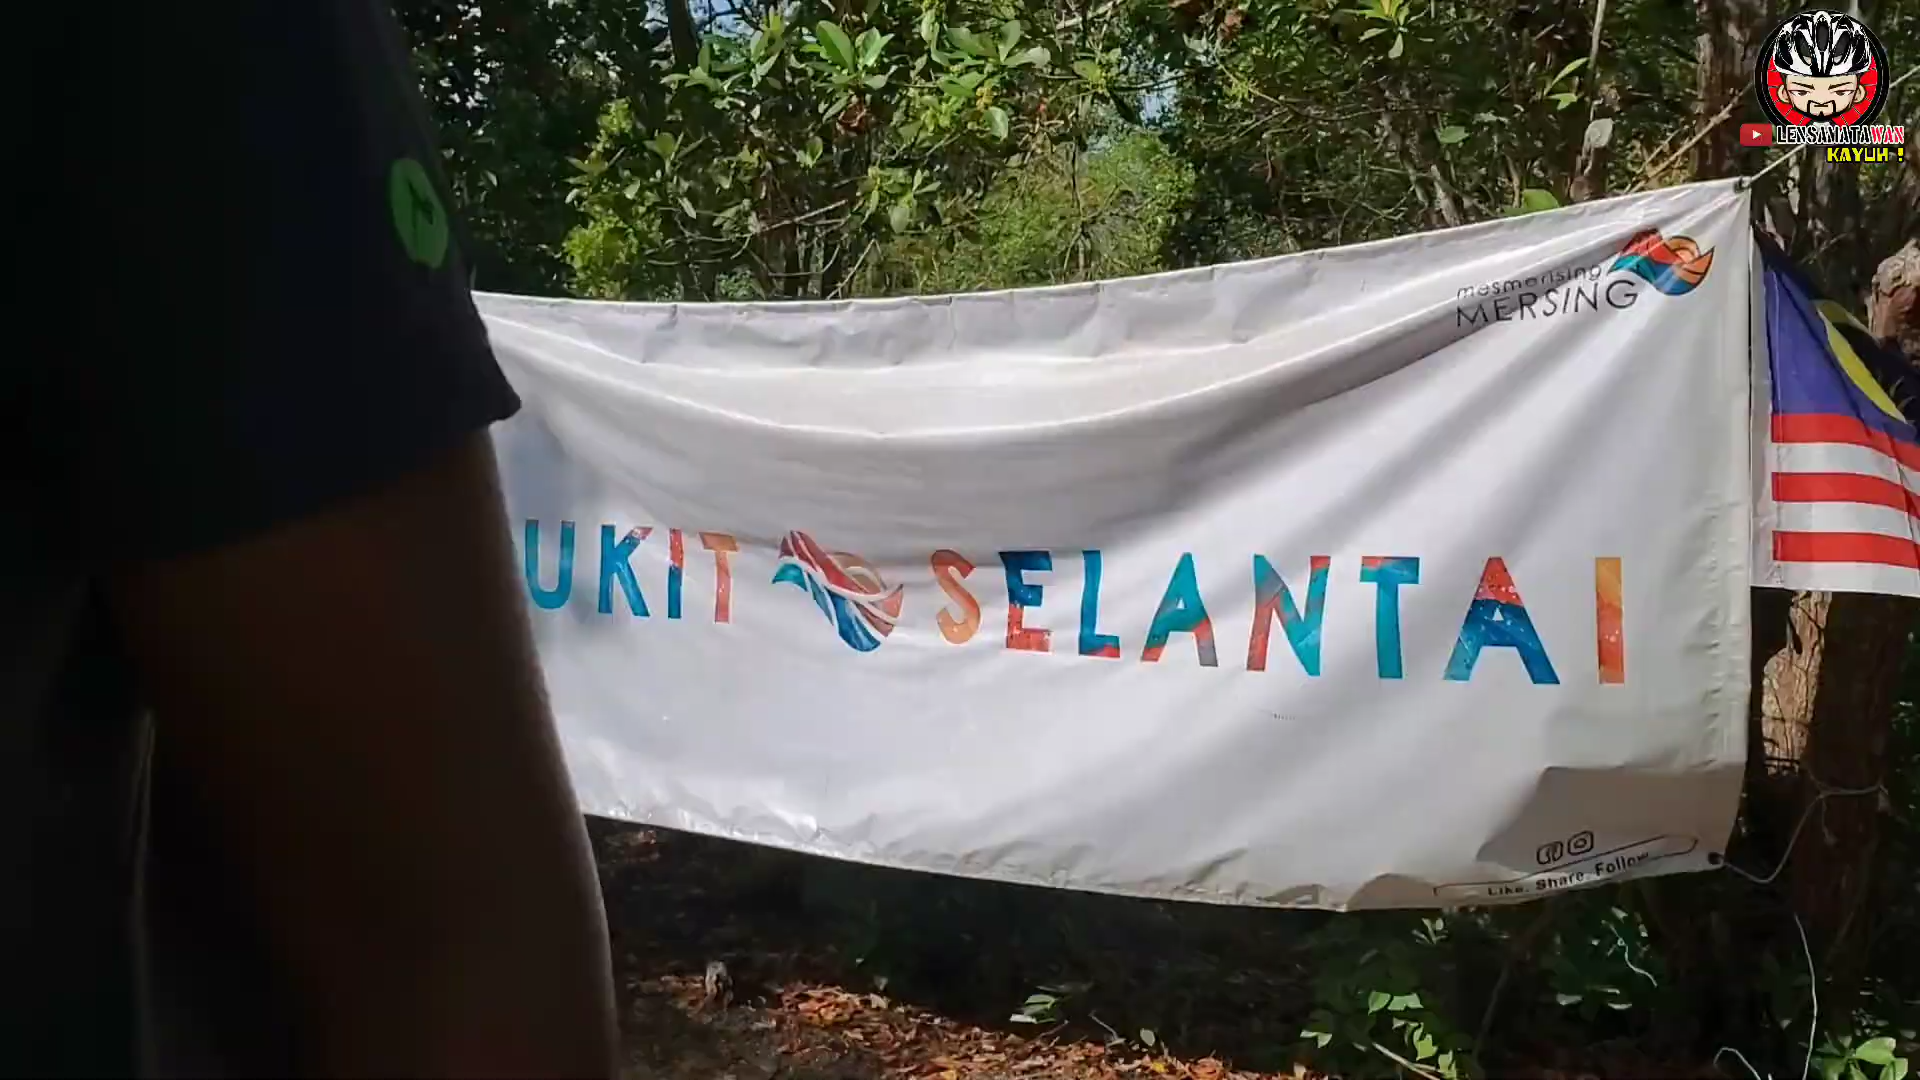 LENSAMATAWAN
KAYUH !
mesmerising
MERSING
UKIT SELANTAI
Like. Share. Follow